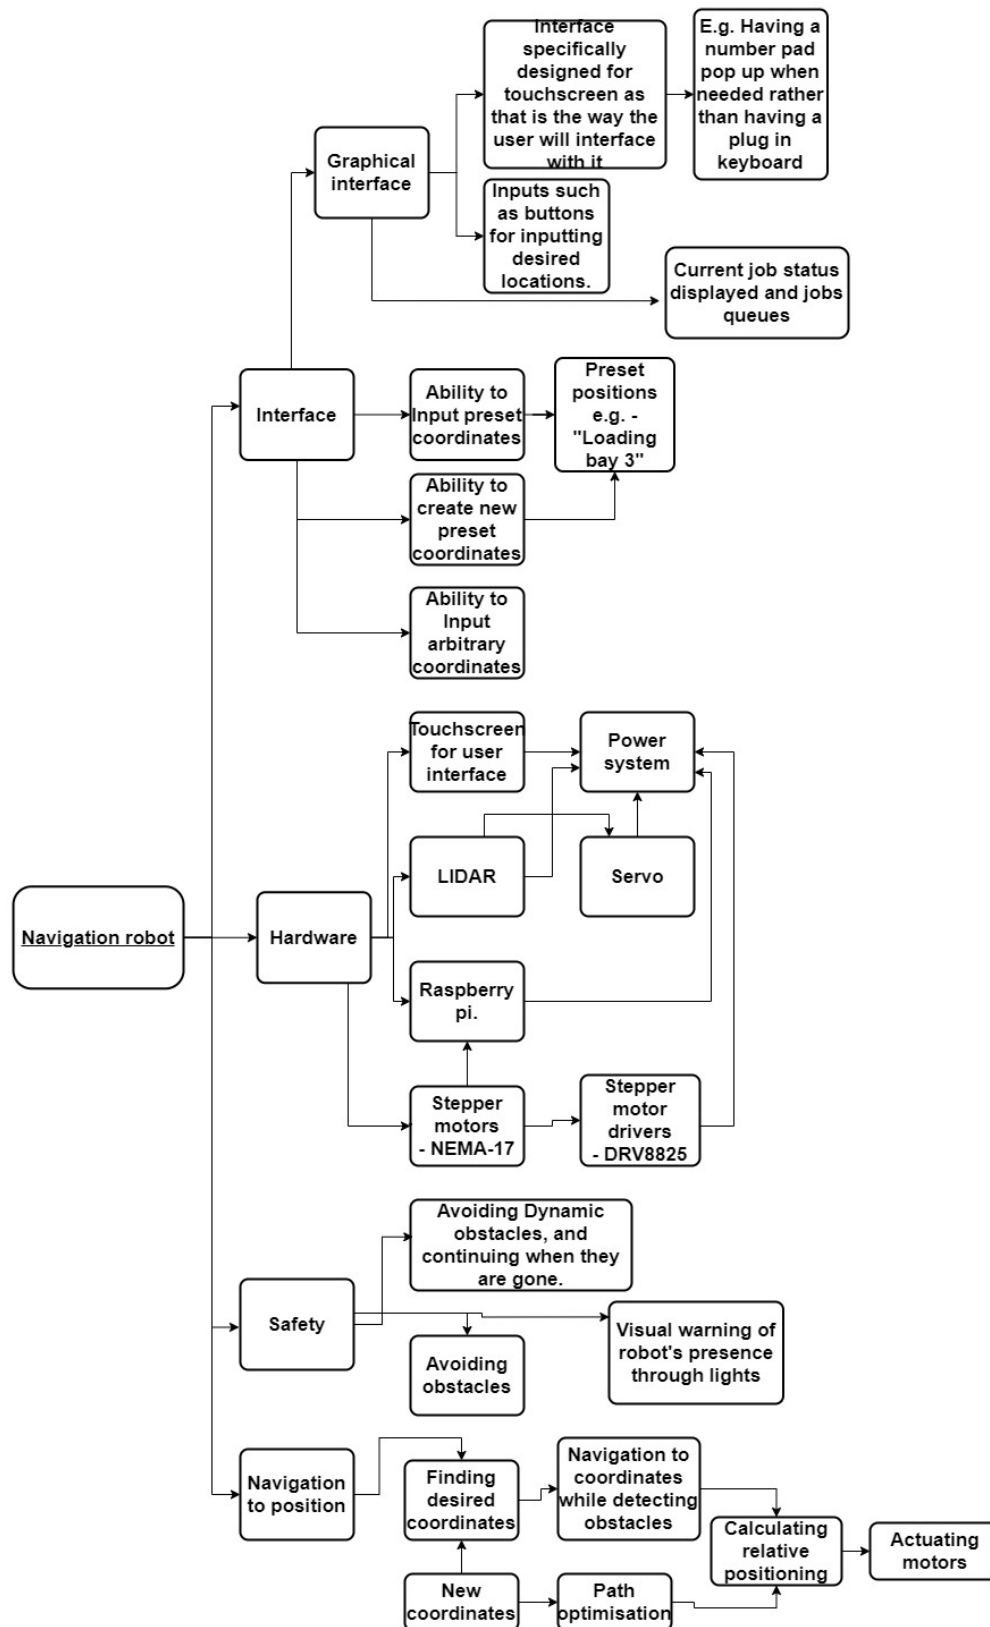 Interface
specifically
designed for
touchscreen as
that is the way the
user will interface
with it
E.g. Having a
number pad
pop up when
needed rather
than having a
plug in
keyboard
Graphical
interface
Inputs such
as buttons
for inputting
desired
locations.
Current job status
displayed and jobs
queues
Interface
Ability to
Input preset
coordinates
Preset
positions
e.g. -
"Loading
bay 3"
Ability to
create new
preset
coordinates
Ability to
Input
arbitrary
coordinates
Touchscreen
for user
interface
Power
system
LIDAR
Servo
Navigation robot
Hardware
Raspberry
pi.
Stepper
motors
- NEMA-17
Stepper
motor
drivers
- DRV8825
Avoiding Dynamic
obstacles, and
continuing when they
are gone.
Safety
Visual warning of
robot's presence
through lights
Avoiding
obstacles
Navigation
to position
Finding
desired
coordinates
Navigation to
coordinates
while detecting
obstacles
Calculating
relative
positioning
Actuating
motors
New
coordinates
Path
optimisation